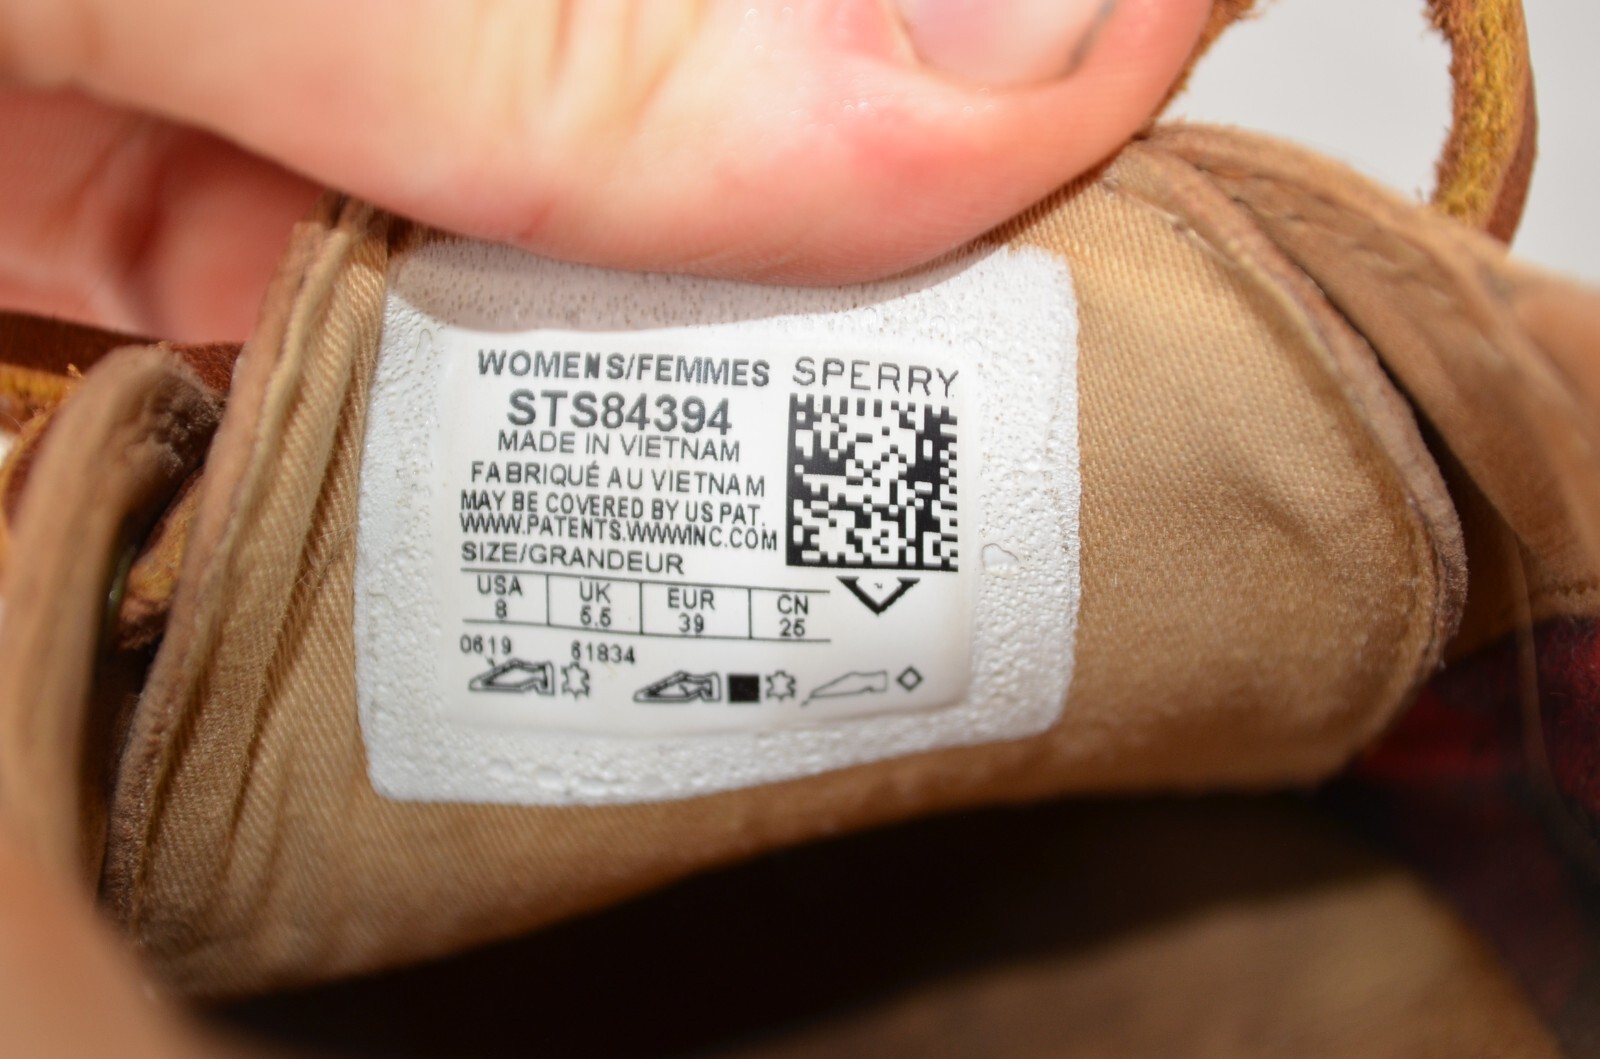 WOMENS/FEMMES
SPERRY
STS84394
MADE IN VIETNAM
FABRIQUÉ AU VIETNAM
MAY BE COVERED BY US PAT.
WWW.PATENTS.WWWINC.COM
SIZE/GRANDEUR
USA UK EUR CN
8 5.5 39 25
0619 61834